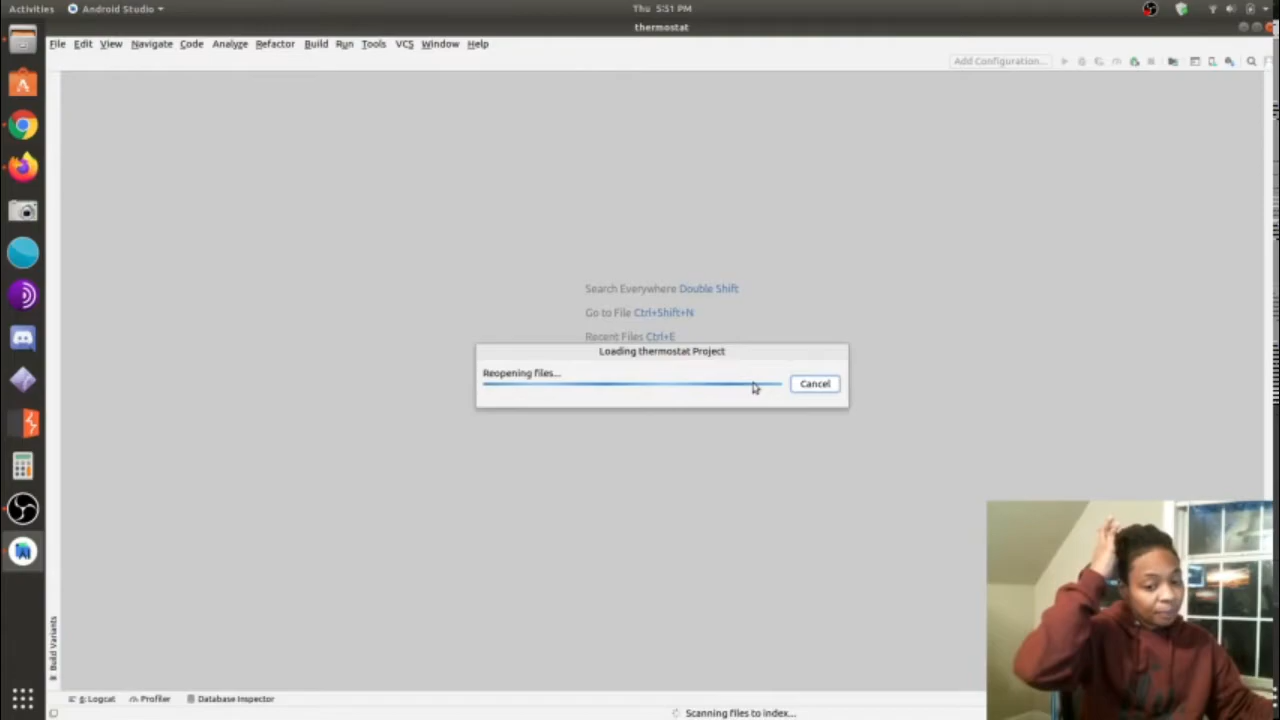 Activities
Android Studio
Thu 5:51 PM
thermostat
File Edit View Navigate Code Analyze Refactor Build Run Tools VCS Window Help
Add Configuration...
Search Everywhere Double Shift
Go to File Ctrl+Shift+N
Recent Files Ctrl+E
Loading thermostat Project
Reopening files...
Cancel
Build Variants
6: Logcat
Profiler
Database Inspector
Scanning files to index...